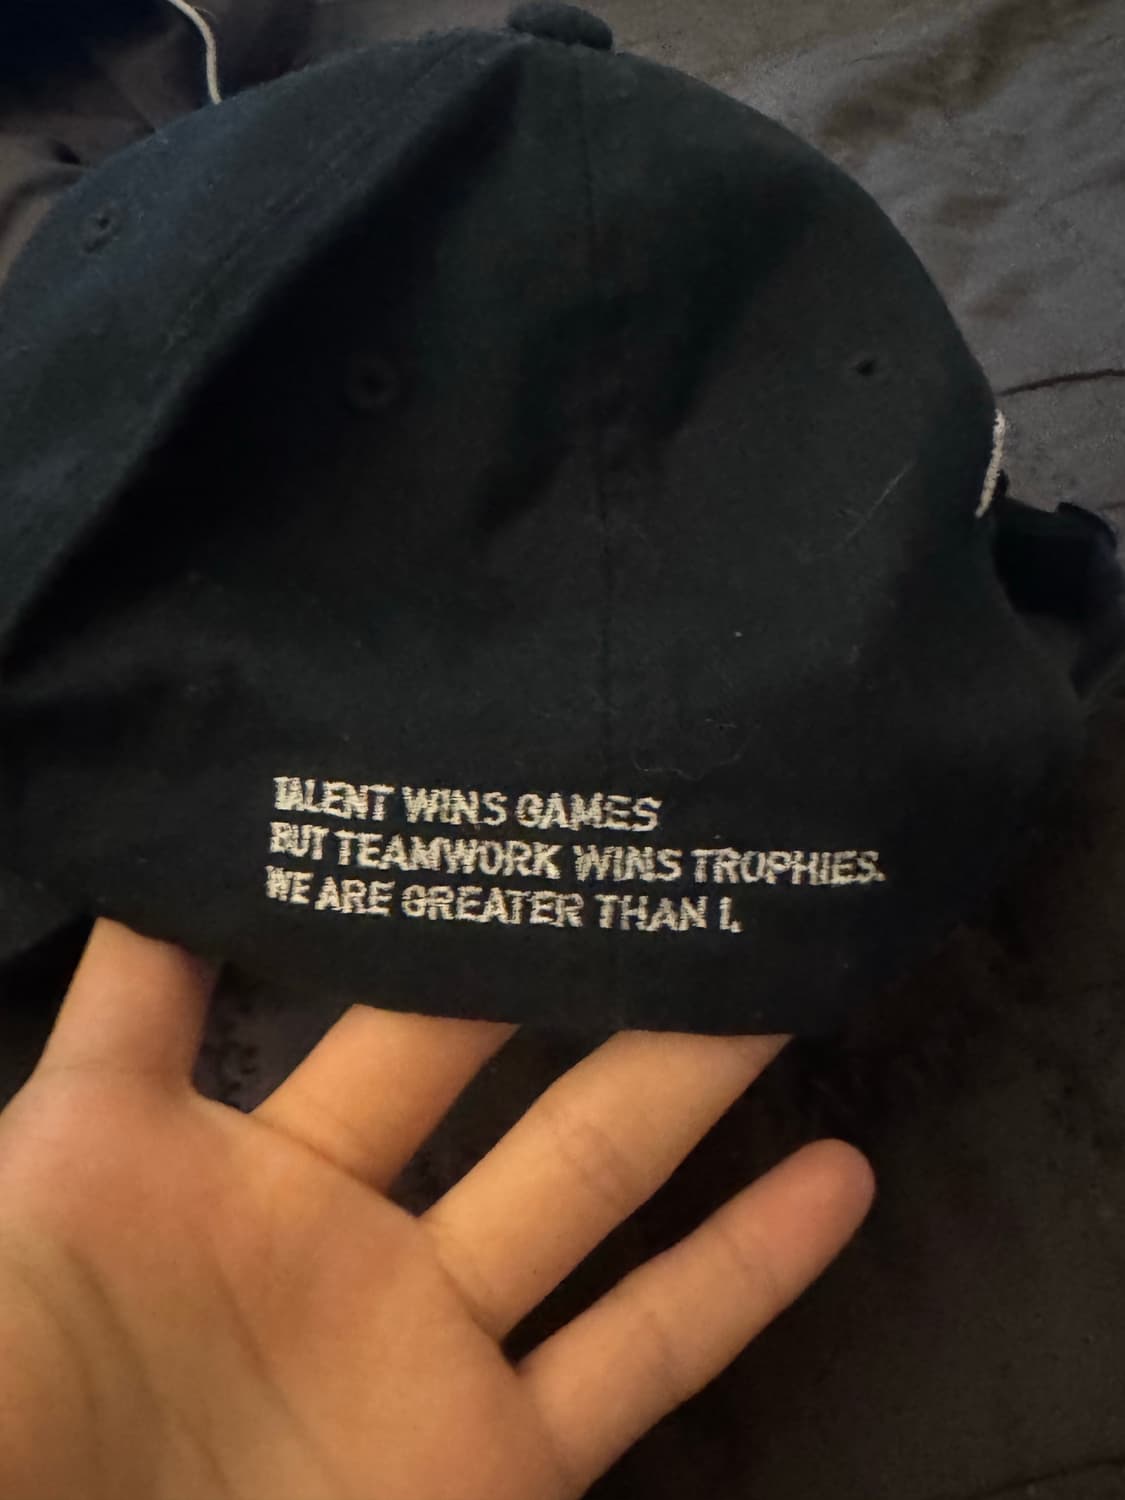 TALENT WINS GAMES
BUT TEAMWORK WINS TROPHIES.
WE ARE GREATER THAN I.